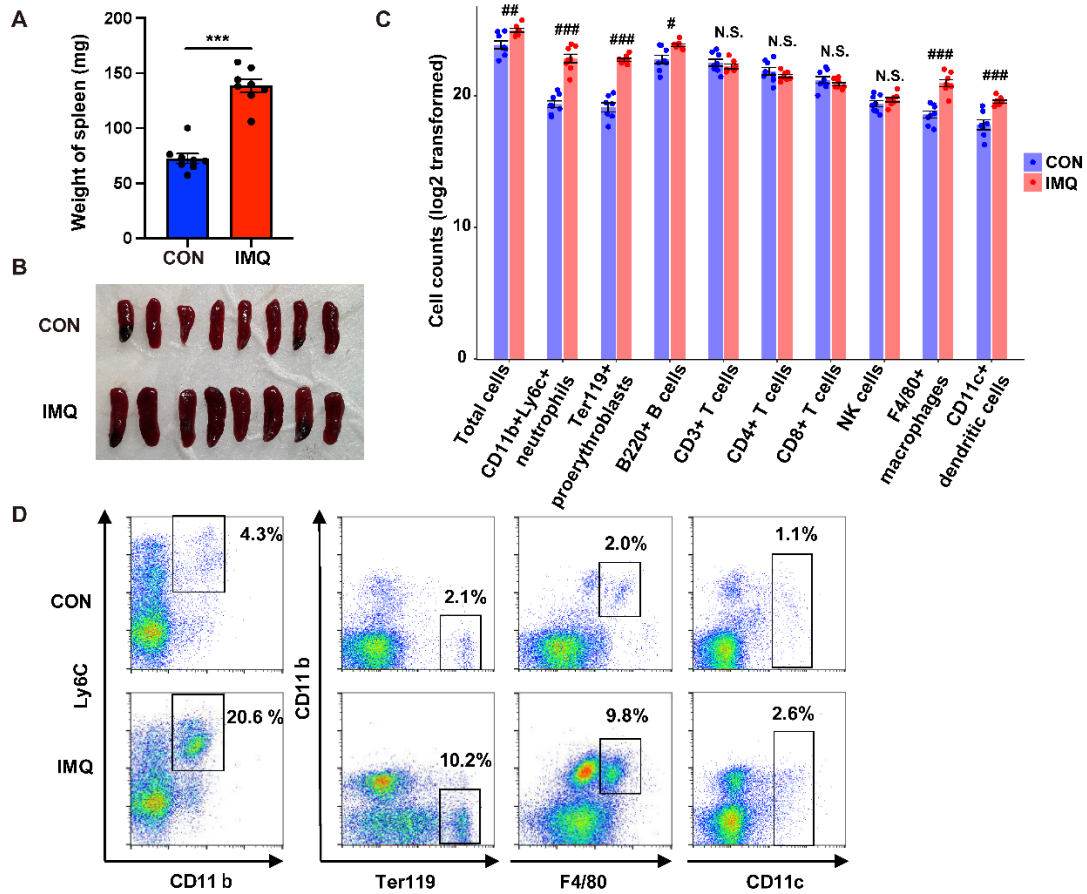 A
Weight of spleen (mg)
200
150
100
50
0
***
CON
IMQ
B
CON
IMQ
C
Cell counts (log2 transformed)
20
10
0
##
###
###
#
N.S.
N.S.
N.S.
N.S.
###
###
CON
IMQ
Total cells
CD11b+Ly6c+
neutrophils
Ter119+
proerythroblasts
B220+ B cells
CD3+ T cells
CD4+ T cells
CD8+ T cells
NK cells
F4/80+
macrophages
CD11c+
dendritic cells
D
CON
IMQ
Ly6C
4.3%
20.6 %
CD11 b
CD11 b
2.1%
10.2%
Ter119
2.0%
9.8%
F4/80
1.1%
2.6%
CD11c